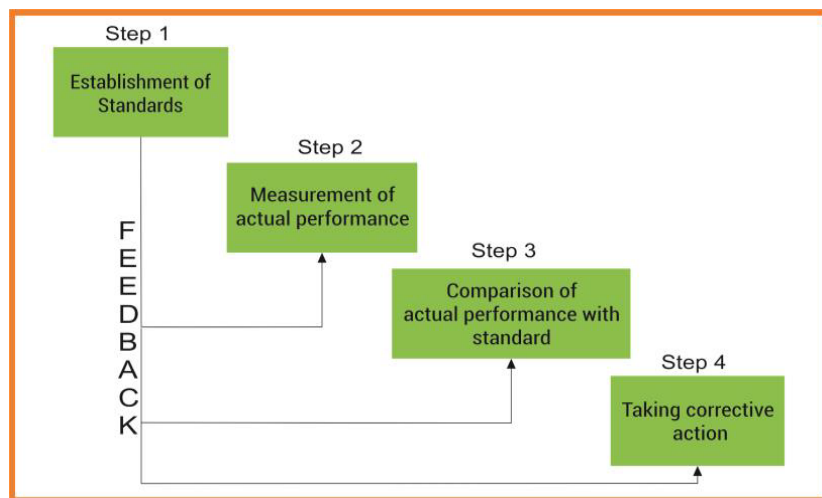 Step 1
Establishment of
Standards
Step 2
Measurement of
actual performance
Step 3
Comparison of
actual performance with
standard
Step 4
Taking corrective
action
F
E
E
D
B
A
C
K